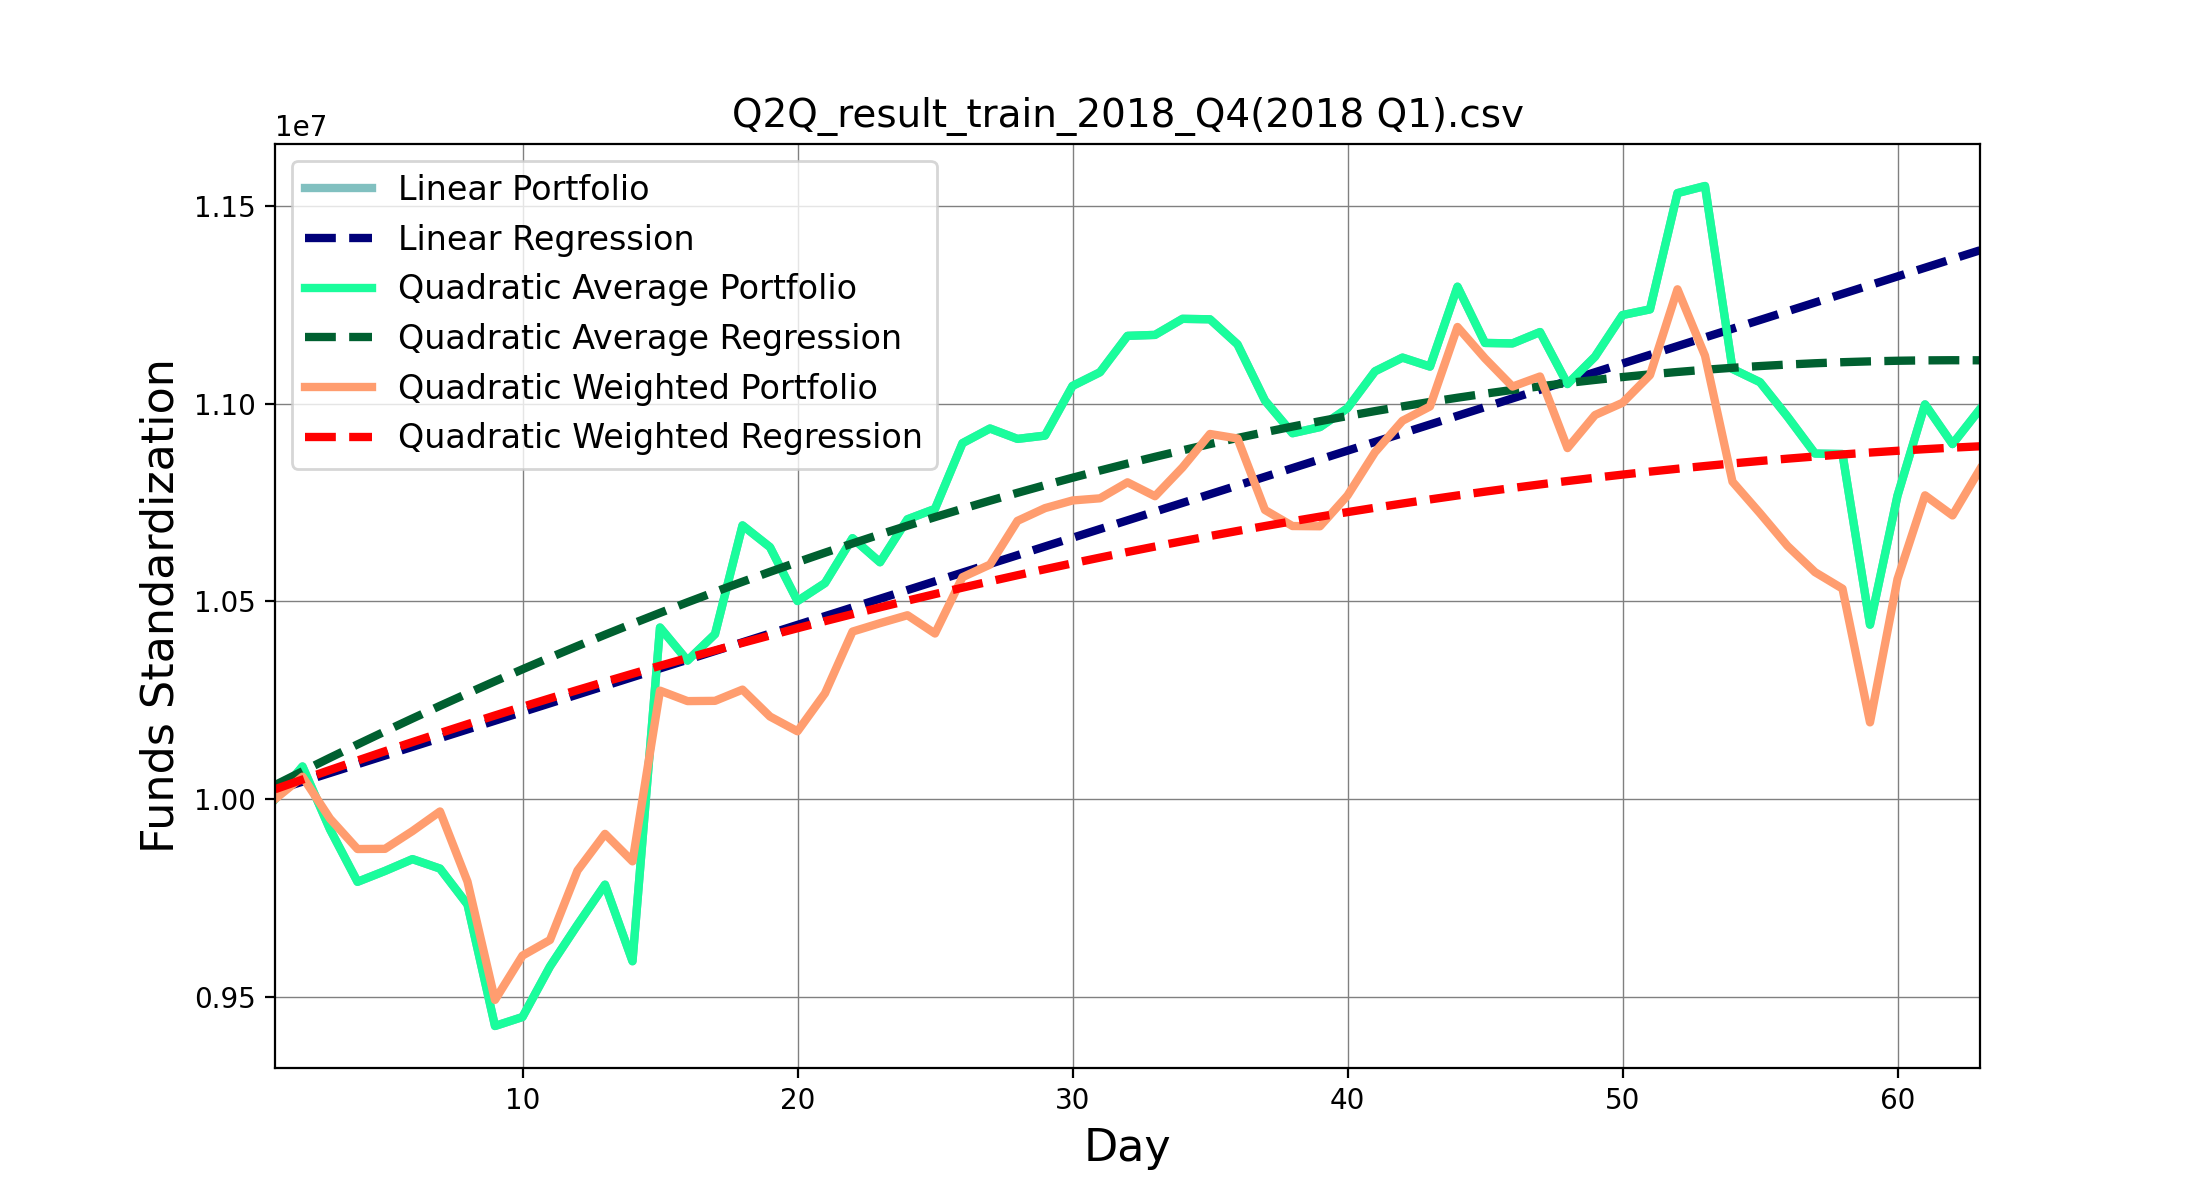 Q2Q_result_train_2018_Q4(2018 Q1).csv
1e7
Linear Portfolio
Linear Regression
Quadratic Average Portfolio
Quadratic Average Regression
Quadratic Weighted Portfolio
Quadratic Weighted Regression
1.15
1.10
1.05
1.00
0.95
Funds Standardization
10 20 30 40 50 60
Day